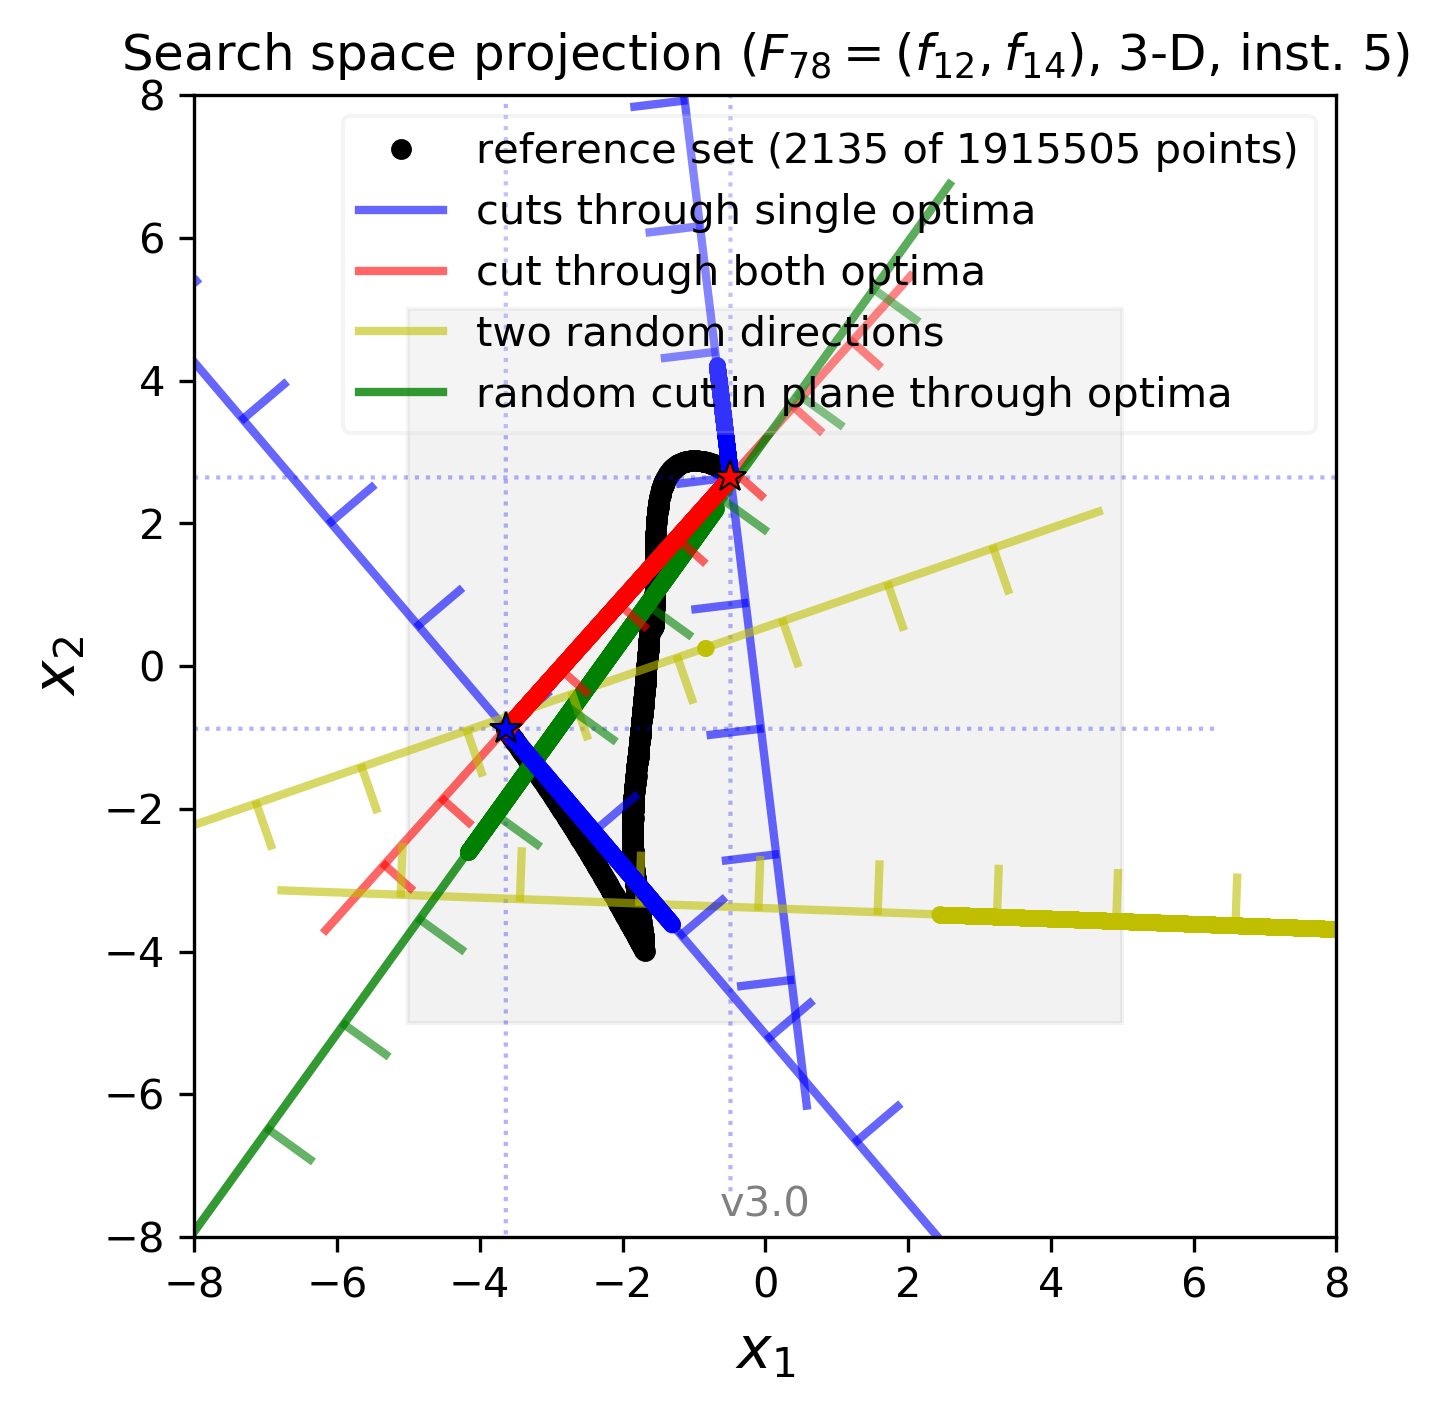 Search space projection (F₇₈ = (f₁₂, f₁₄), 3-D, inst. 5)
8
6
4
2
0
−2
−4
−6
−8
x₂
reference set (2135 of 1915505 points)
cuts through single optima
cut through both optima
two random directions
random cut in plane through optima
v3.0
−8 −6 −4 −2 0 2 4 6 8
x₁